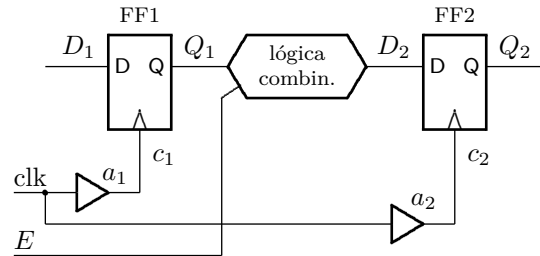 FF1 FF2
D₁ Q₁ D₂ Q₂
D Q lógica D Q
combin.
c₁ c₂
clk a₁
a₂
E